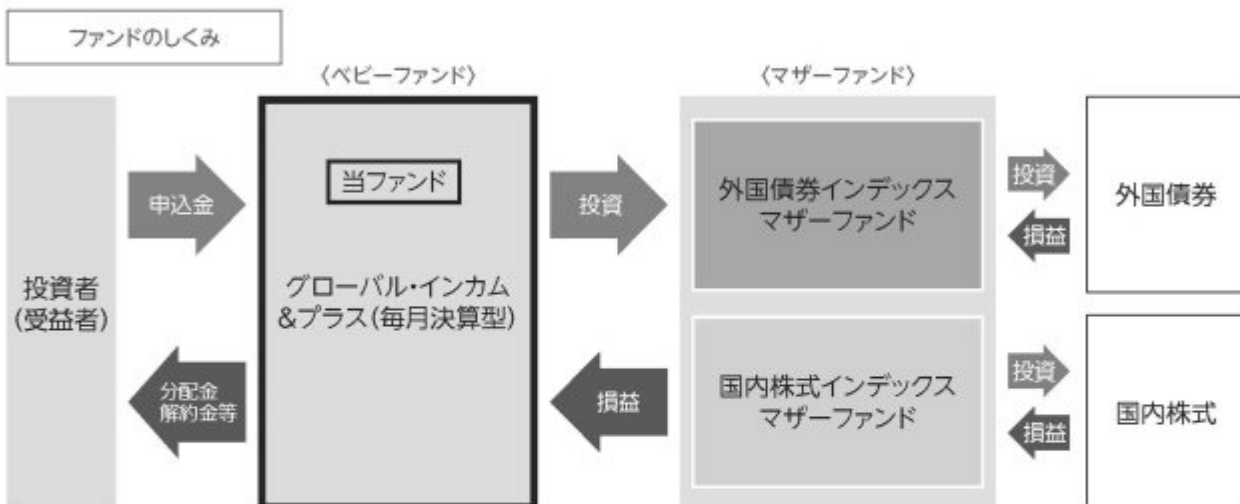 ファンドのしくみ
〈ベビーファンド〉
〈マザーファンド〉
投資者
(受益者)
申込金
分配金
解約金等
当ファンド
グローバル・インカム
&プラス(毎月決算型)
投資
損益
外国債券インデックス
マザーファンド
国内株式インデックス
マザーファンド
投資
損益
投資
損益
外国債券
国内株式